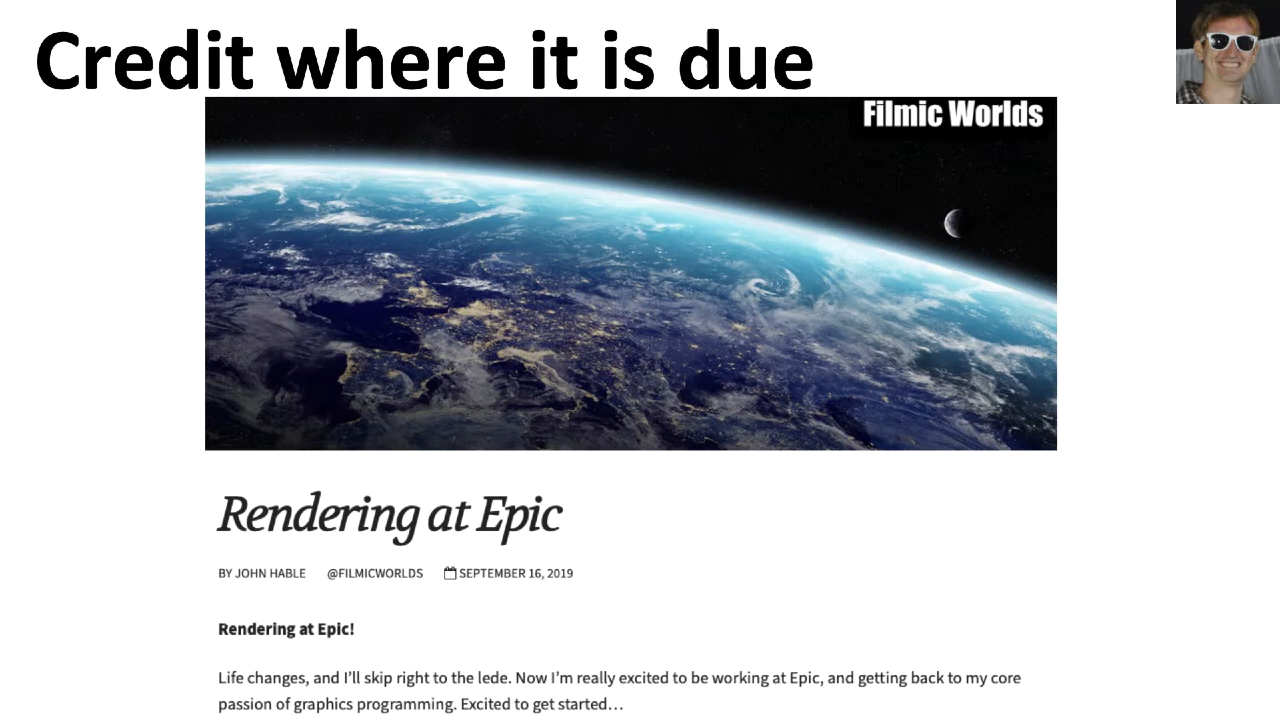 Credit where it is due
Filmic Worlds
Rendering at Epic
BY JOHN HABLE @FILMICWORLDS SEPTEMBER 16, 2019
Rendering at Epic!
Life changes, and I’ll skip right to the lede. Now I’m really excited to be working at Epic, and getting back to my core
passion of graphics programming. Excited to get started…